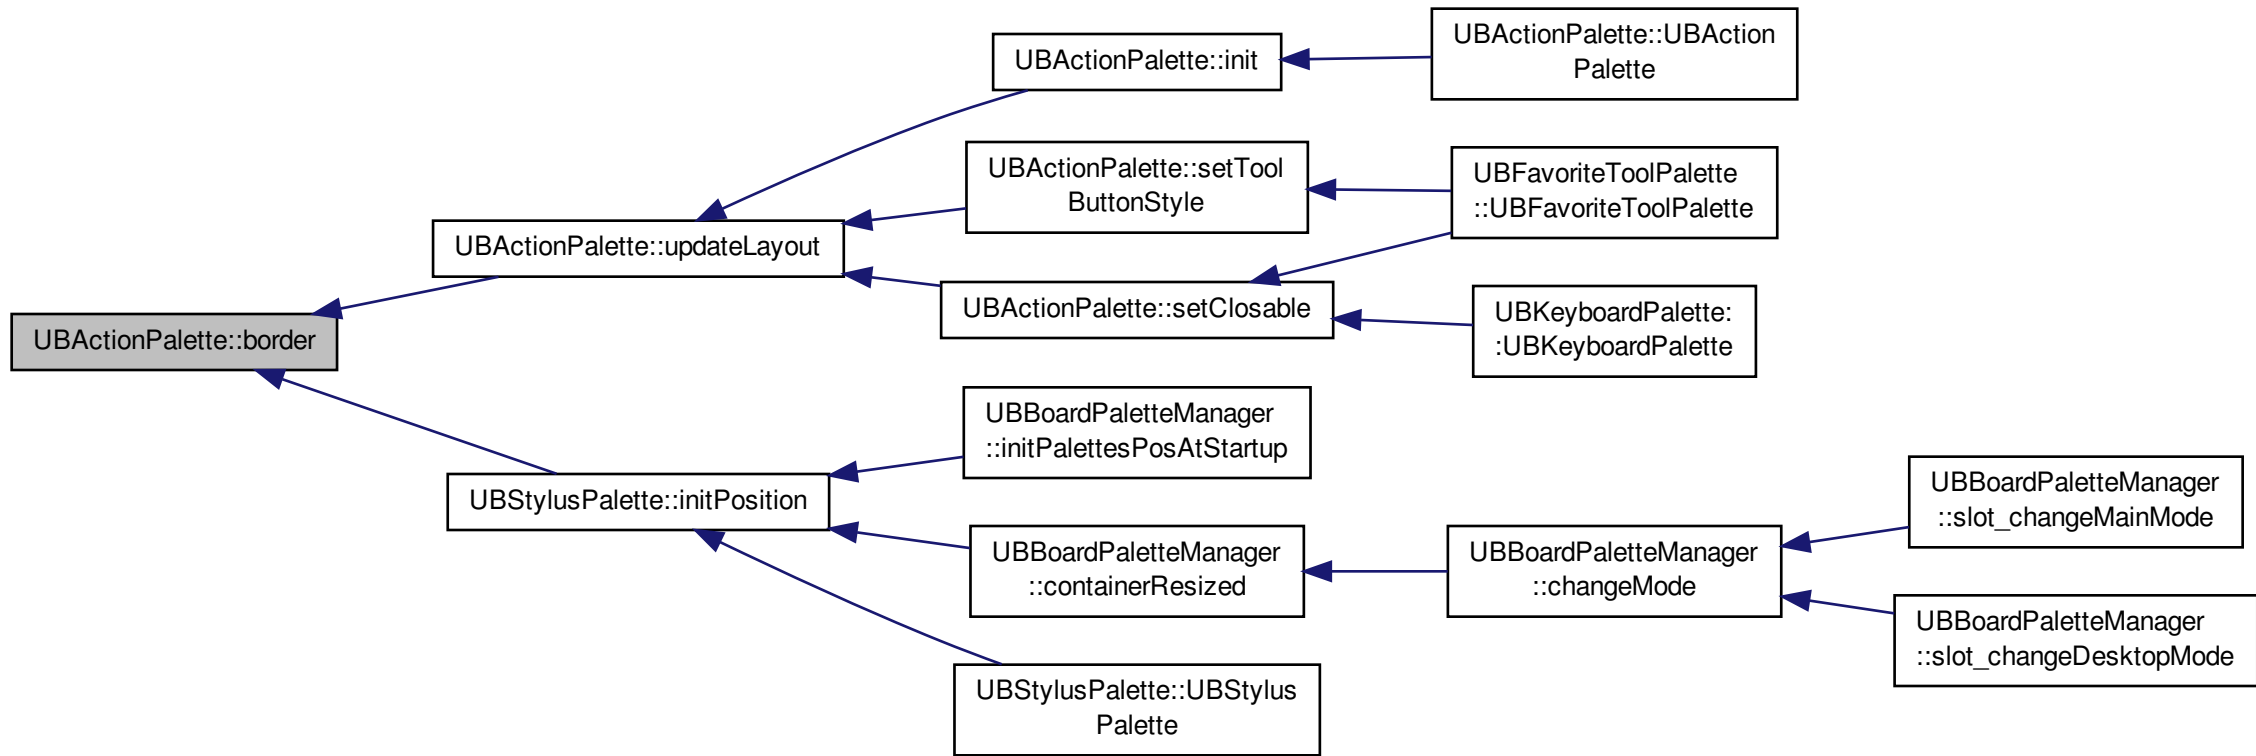 UBActionPalette::border
UBActionPalette::updateLayout
UBActionPalette::init
UBActionPalette::UBAction
Palette
UBActionPalette::setTool
ButtonStyle
UBFavoriteToolPalette
::UBFavoriteToolPalette
UBActionPalette::setClosable
UBKeyboardPalette:
:UBKeyboardPalette
UBStylusPalette::initPosition
UBBoardPaletteManager
::initPalettesPosAtStartup
UBBoardPaletteManager
::containerResized
UBBoardPaletteManager
::changeMode
UBBoardPaletteManager
::slot_changeMainMode
UBBoardPaletteManager
::slot_changeDesktopMode
UBStylusPalette::UBStylus
Palette